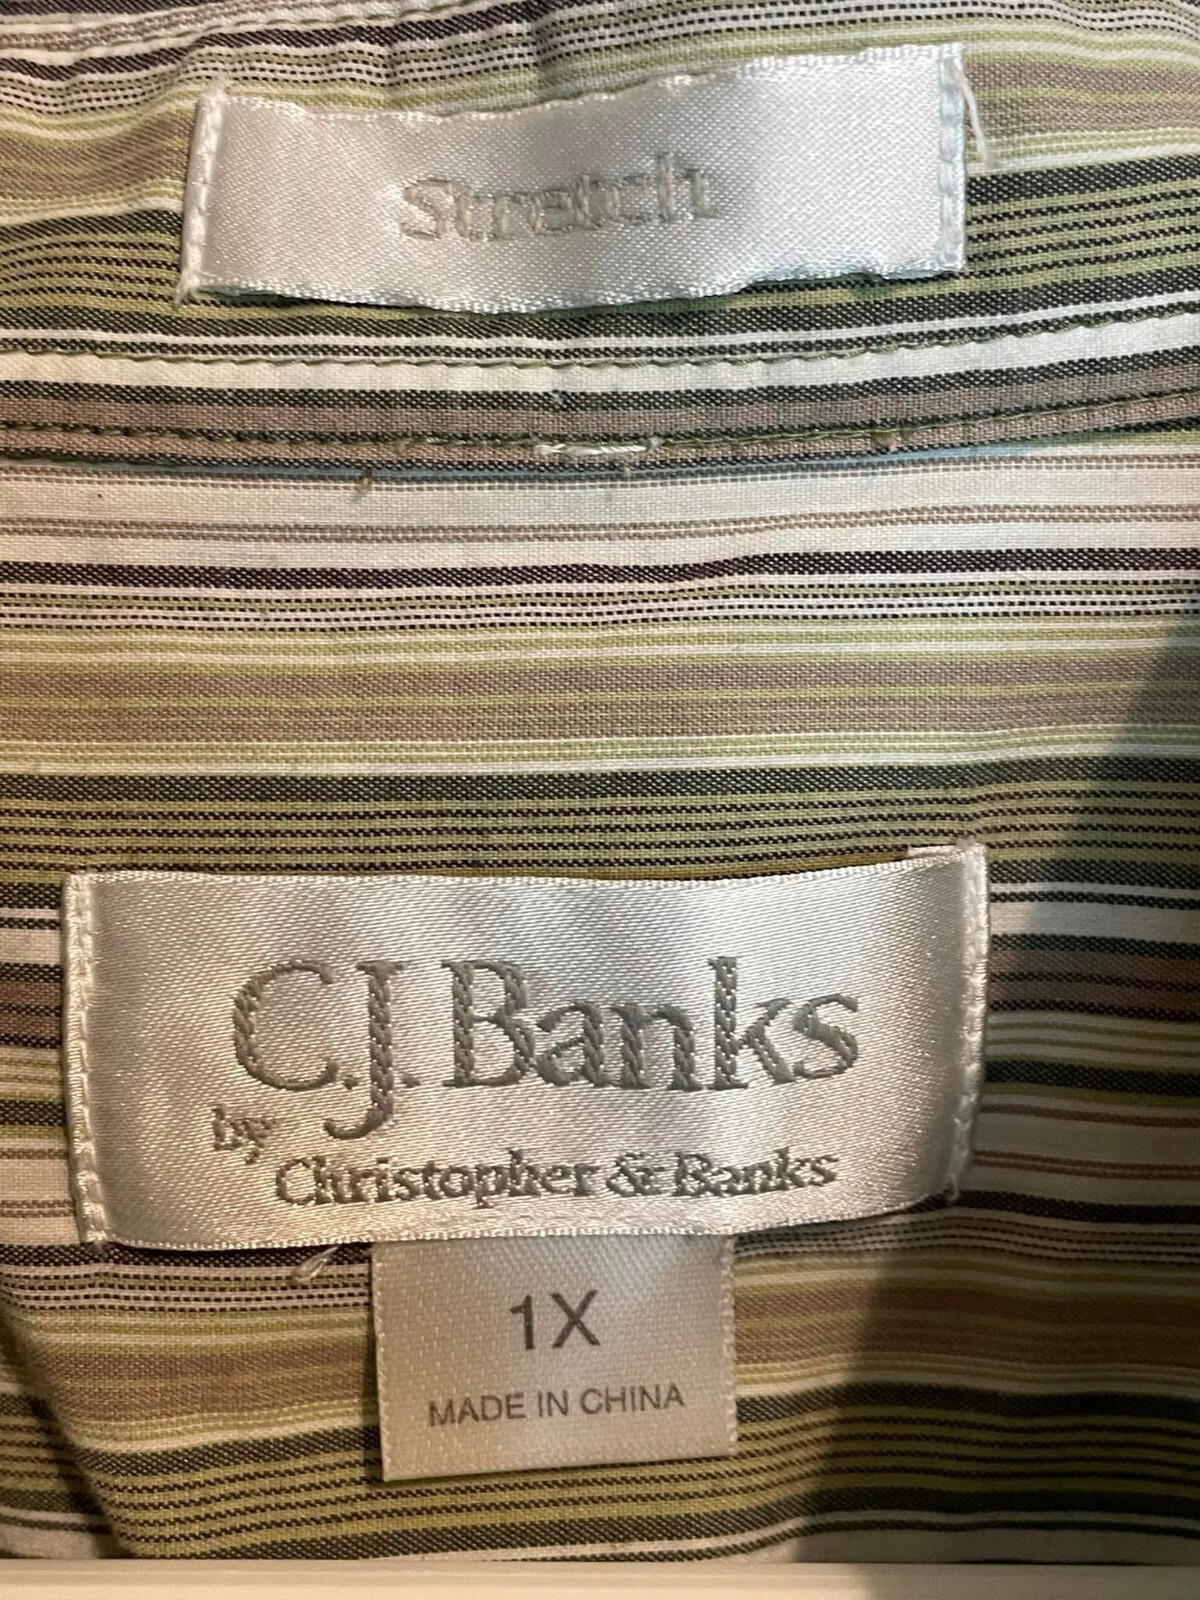 Stretch
C.J. Banks
by
Christopher & Banks
1X
MADE IN CHINA